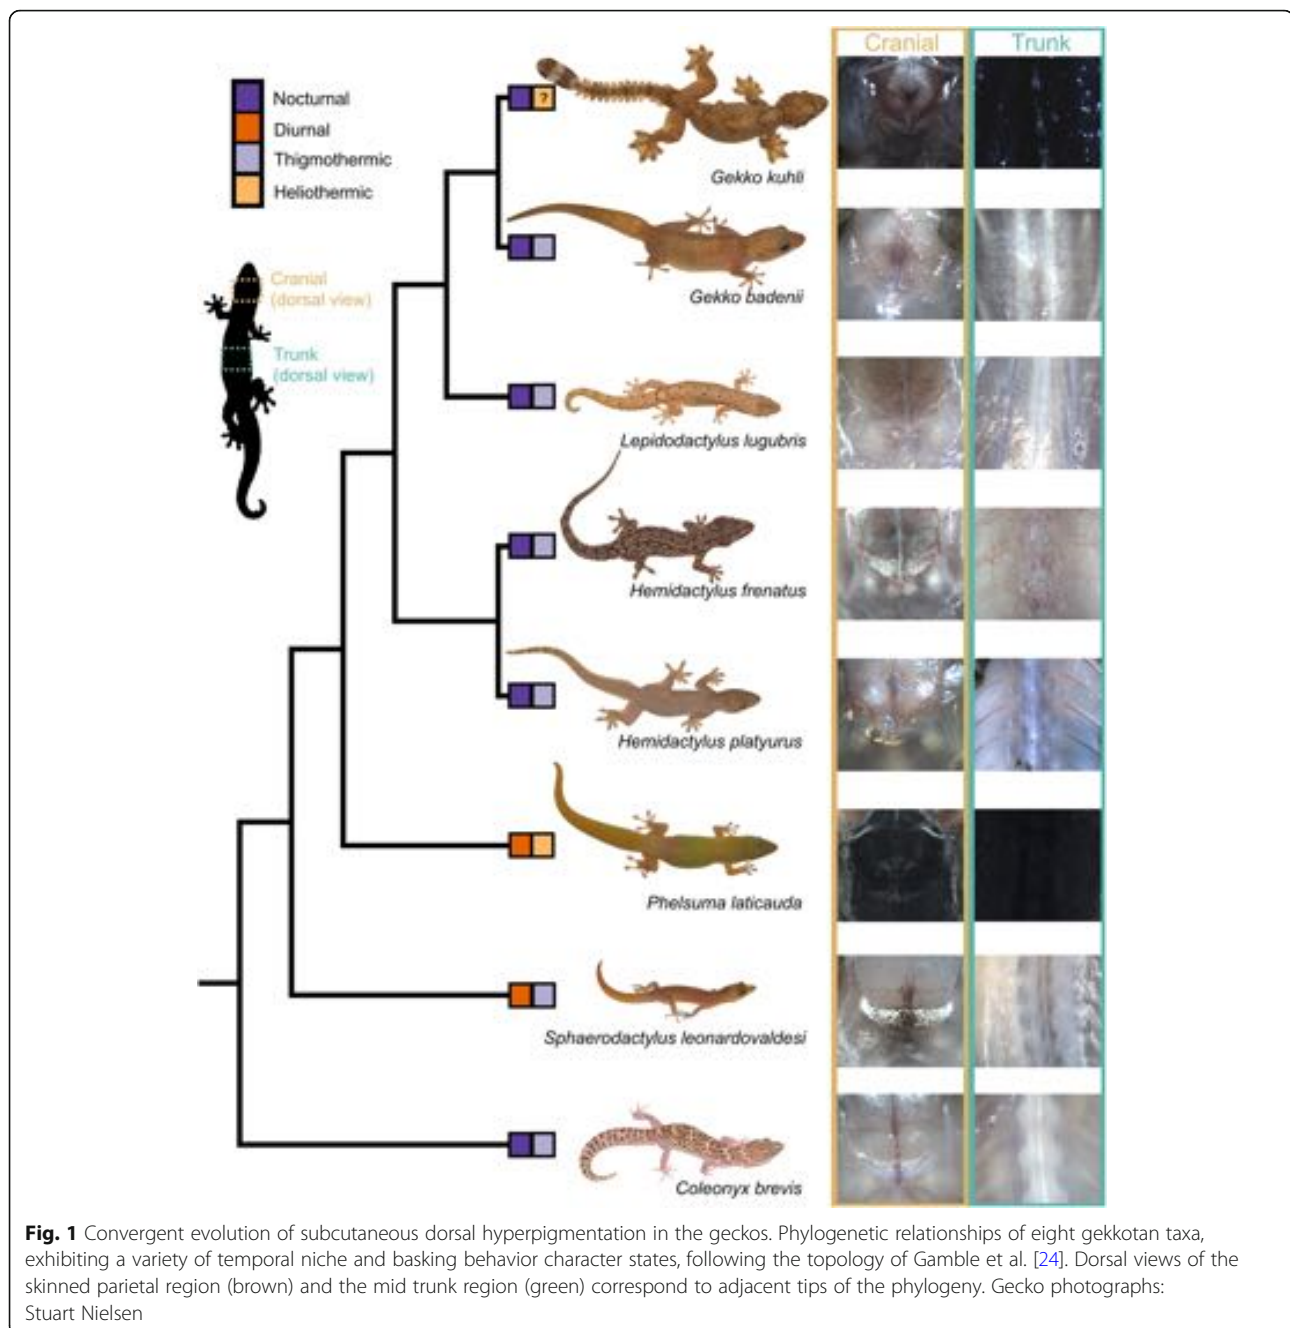 Cranial
Trunk
Nocturnal
Diurnal
Thigmothermic
Heliothermic
?
Gekko kuhli
Gekko badenii
Cranial
(dorsal view)
Trunk
(dorsal view)
Lepidodactylus lugubris
Hemidactylus frenatus
Hemidactylus platyurus
Phelsuma laticauda
Sphaerodactylus leonardovaldesi
Coleonyx brevis
Fig. 1 Convergent evolution of subcutaneous dorsal hyperpigmentation in the geckos. Phylogenetic relationships of eight gekkotan taxa,
exhibiting a variety of temporal niche and basking behavior character states, following the topology of Gamble et al. [24]. Dorsal views of the
skinned parietal region (brown) and the mid trunk region (green) correspond to adjacent tips of the phylogeny. Gecko photographs:
Stuart Nielsen